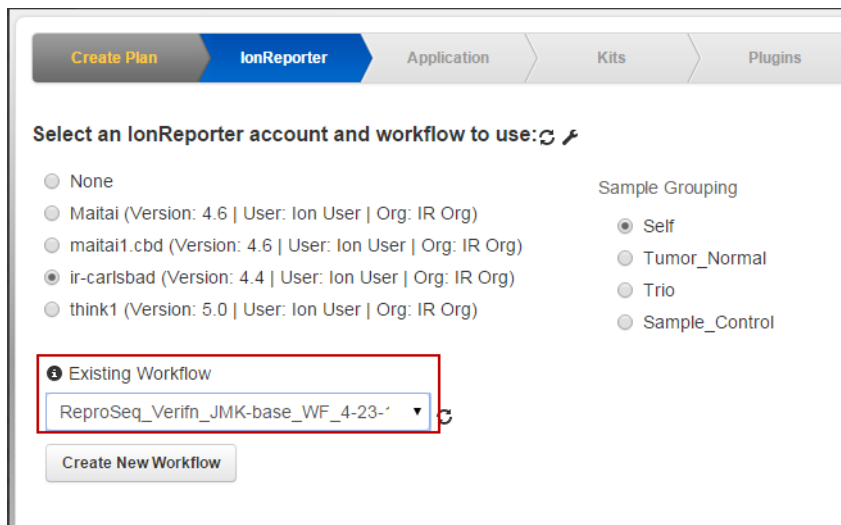 Create Plan
IonReporter
Application
Kits
Plugins
Select an IonReporter account and workflow to use:
None
Maitai (Version: 4.6 | User: Ion User | Org: IR Org)
maitai1.cbd (Version: 4.6 | User: Ion User | Org: IR Org)
ir-carlsbad (Version: 4.4 | User: Ion User | Org: IR Org)
think1 (Version: 5.0 | User: Ion User | Org: IR Org)
Sample Grouping
Self
Tumor_Normal
Trio
Sample_Control
Existing Workflow
ReproSeq_Verifn_JMK-base_WF_4-23-
Create New Workflow